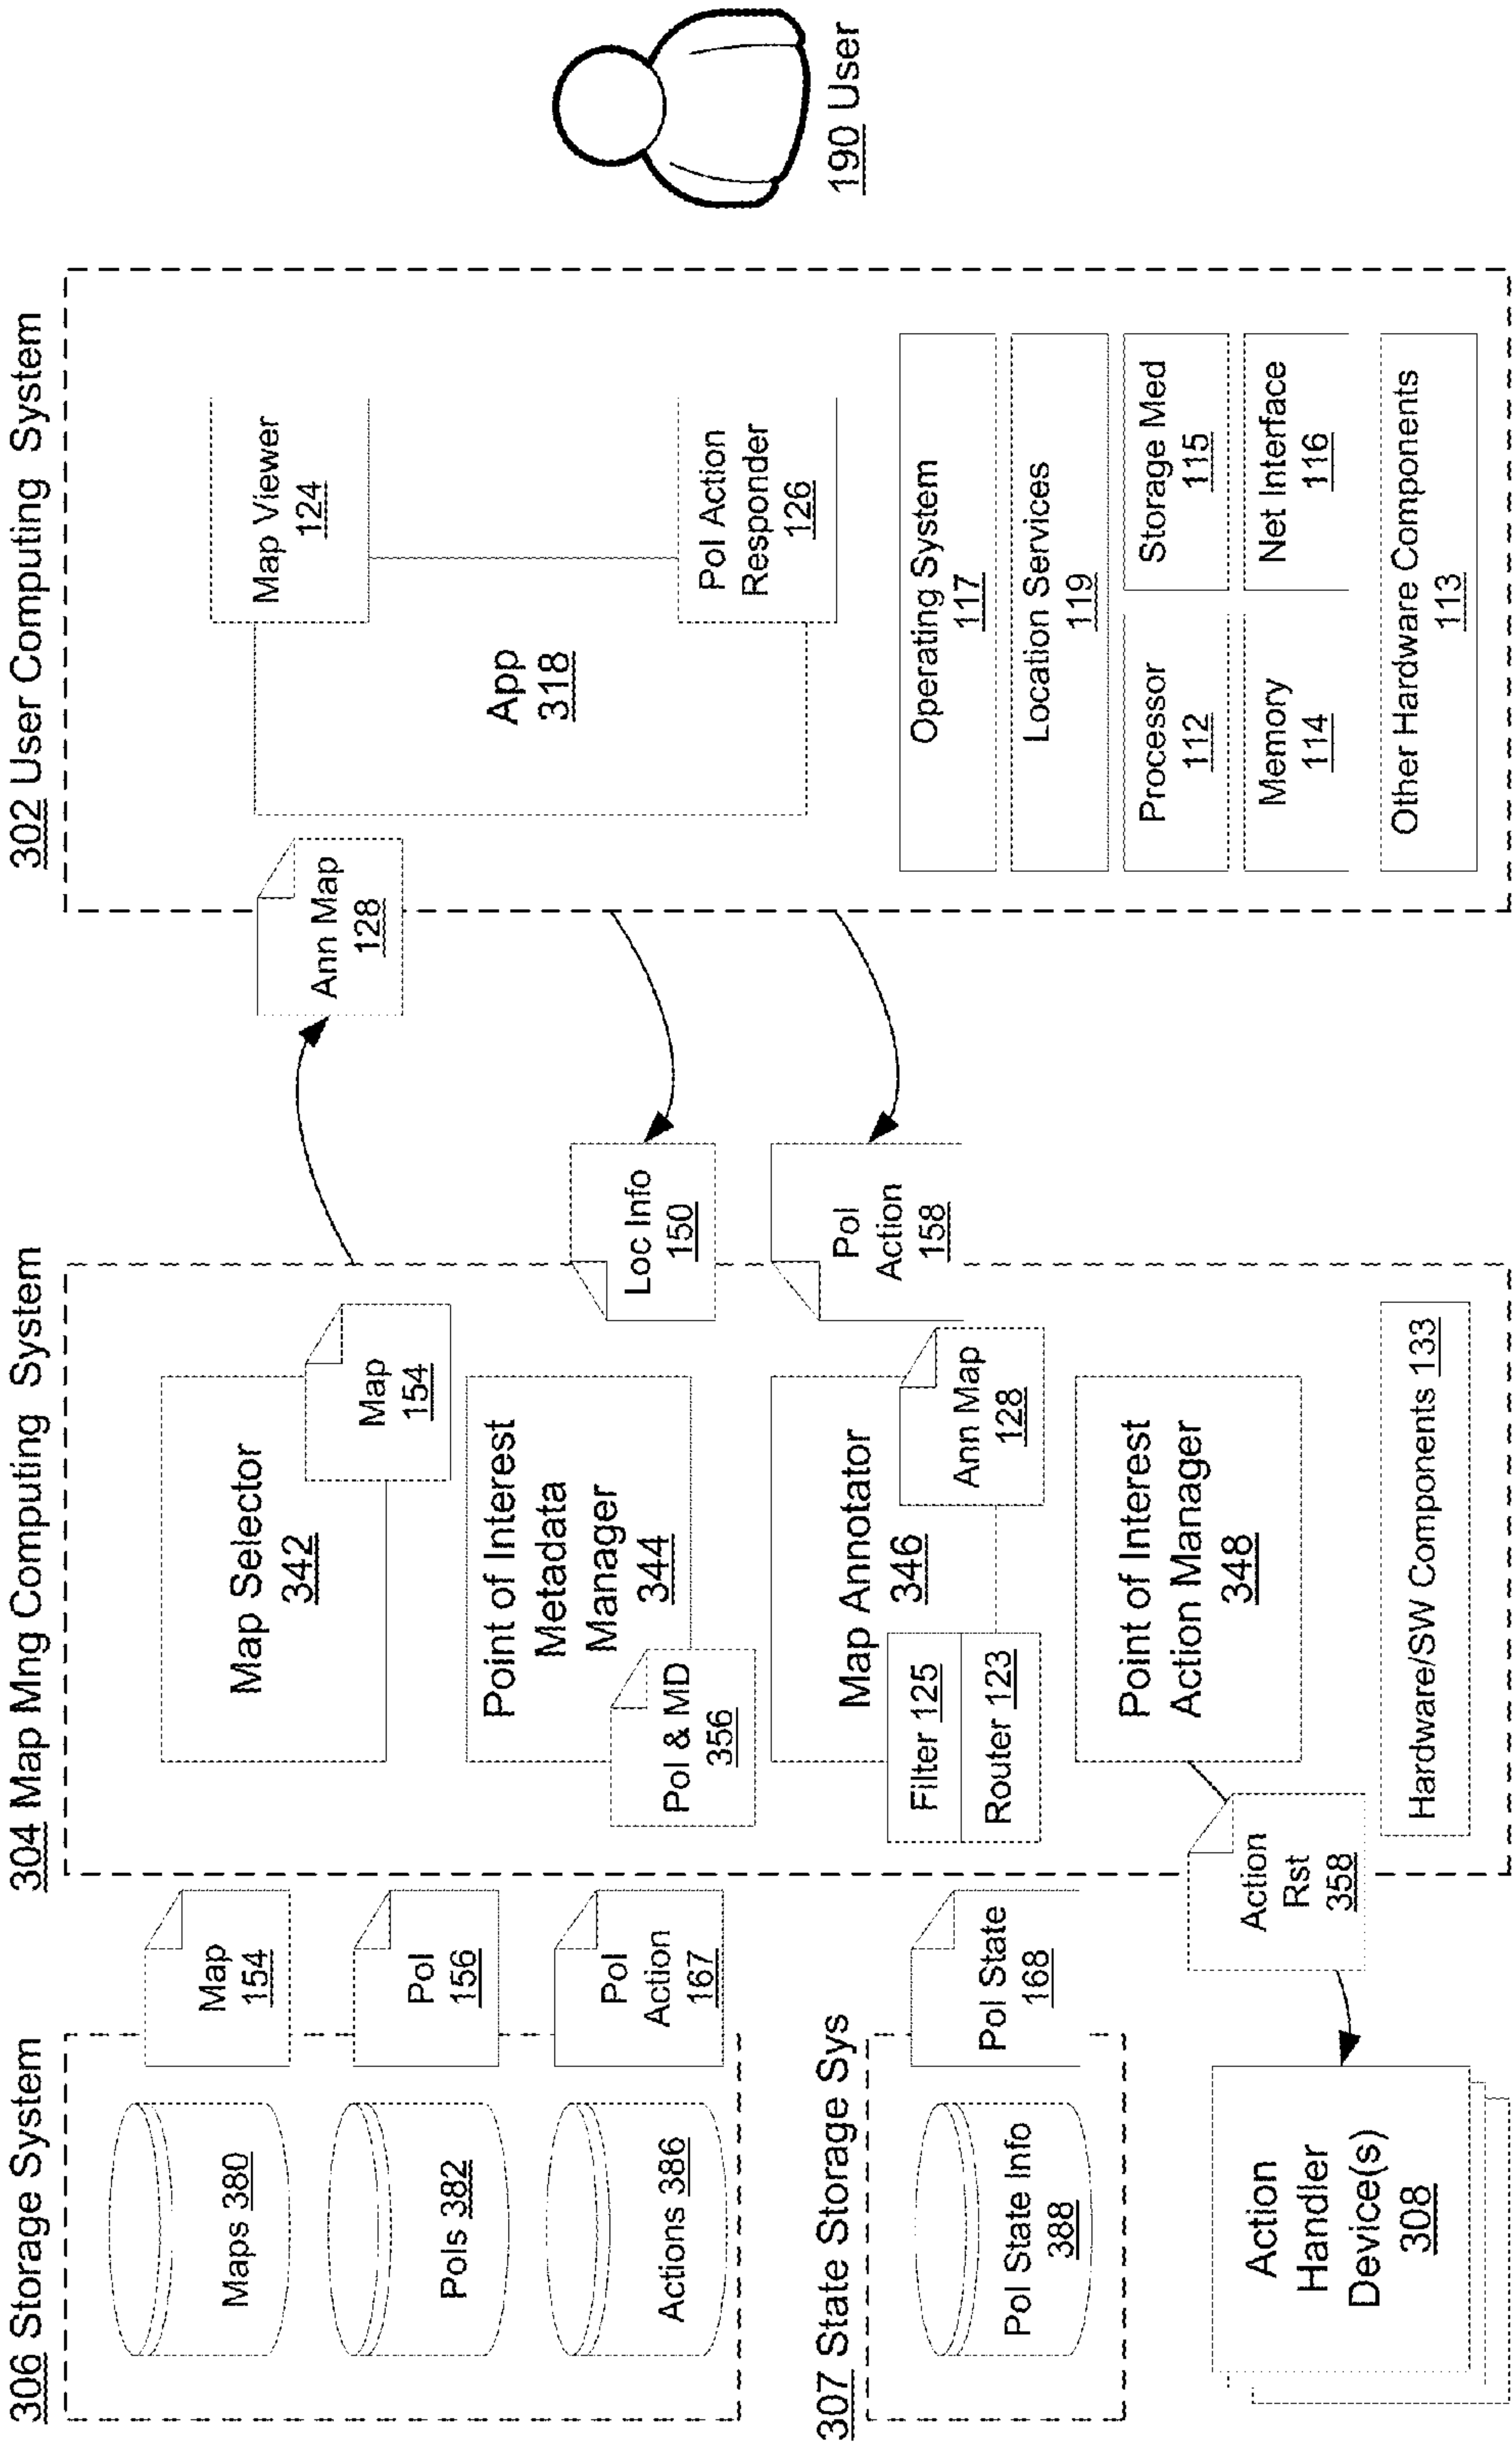 306 Storage System
Maps 380
Map
154
PoIs 382
PoI
156
Actions 386
PoI
Action
167
307 State Storage Sys
PoI State Info
388
PoI State
168
Action
Handler
Device(s)
308
Action
Rst
358
304 Map Mng Computing System
Map Selector
342
Map
154
Point of Interest
Metadata
Manager
344
PoI & MD
356
Map Annotator
346
Filter 125
Router 123
Ann Map
128
Point of Interest
Action Manager
348
Hardware/SW Components 133
Loc Info
150
PoI
Action
158
Ann Map
128
302 User Computing System
App
318
Map Viewer
124
PoI Action
Responder
126
Operating System
117
Location Services
119
Processor
112
Storage Med
115
Memory
114
Net Interface
116
Other Hardware Components
113
190 User